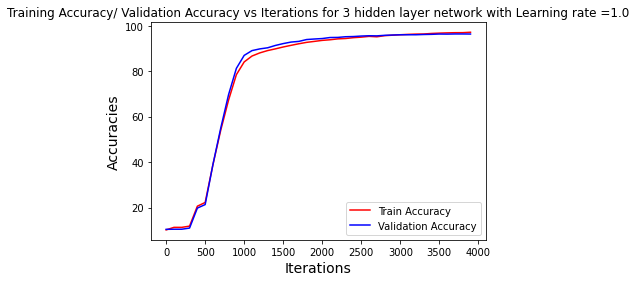 Training Accuracy/ Validation Accuracy vs Iterations for 3 hidden layer network with Learning rate =1.0
100
80
60
40
20
Accuracies
0 500 1000 1500 2000 2500 3000 3500 4000
Iterations
Train Accuracy
Validation Accuracy